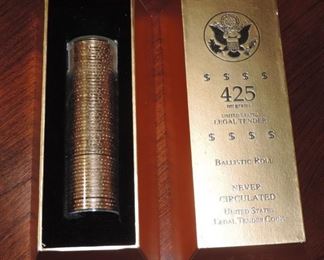 $ $ $ $
425
UNITED STATES
LEGAL TENDER
$ $ $ $
BALLISTIC ROLL
NEVER
CIRCULATED
UNITED STATES
LEGAL TENDER COINS